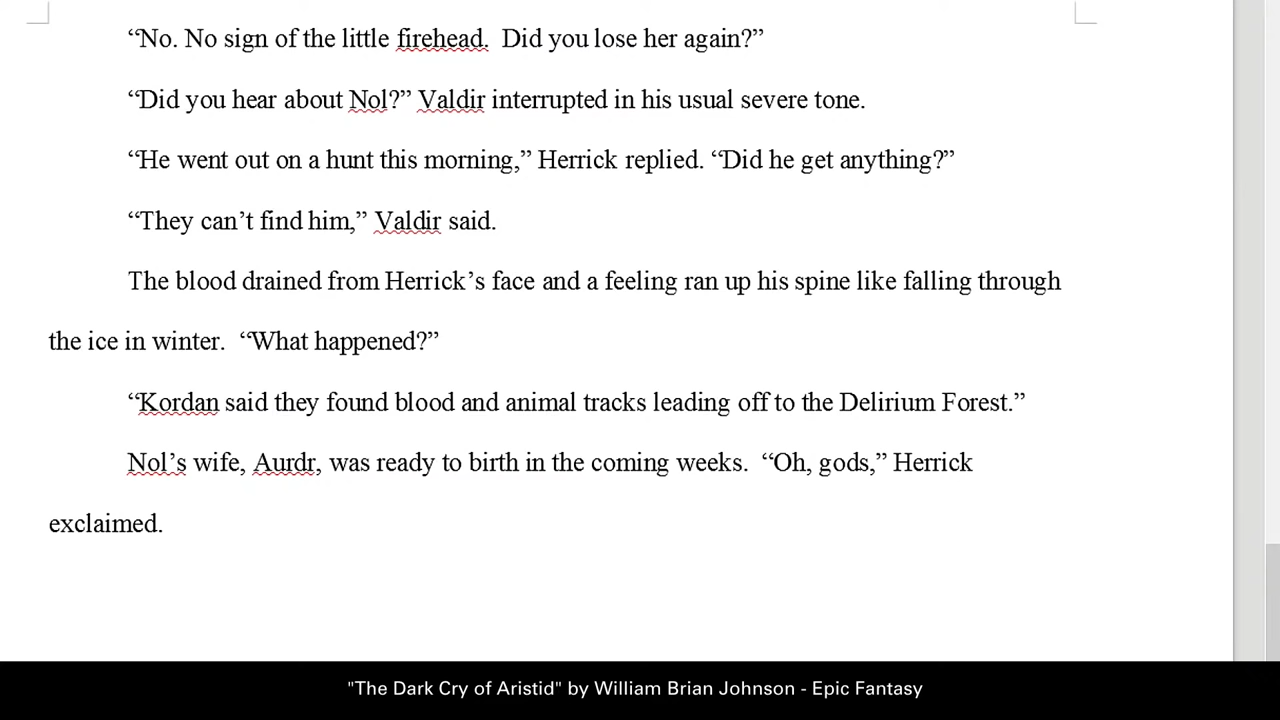 “No. No sign of the little firehead.  Did you lose her again?”
“Did you hear about Nol?” Valdir interrupted in his usual severe tone.
“He went out on a hunt this morning,” Herrick replied. “Did he get anything?”
“They can’t find him,” Valdir said.
The blood drained from Herrick’s face and a feeling ran up his spine like falling through
the ice in winter.  “What happened?”
“Kordan said they found blood and animal tracks leading off to the Delirium Forest.”
Nol’s wife, Aurdr, was ready to birth in the coming weeks.  “Oh, gods,” Herrick
exclaimed.
"The Dark Cry of Aristid" by William Brian Johnson - Epic Fantasy